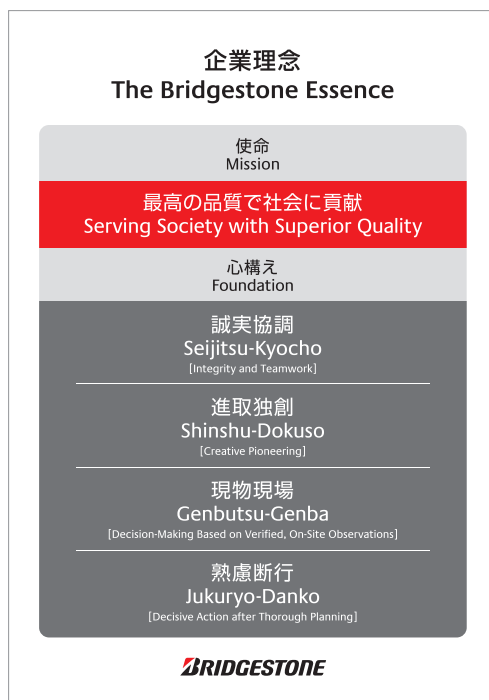 企業理念
The Bridgestone Essence
使命
Mission
最高の品質で社会に貢献
Serving Society with Superior Quality
心構え
Foundation
誠実協調
Seijitsu-Kyocho
[Integrity and Teamwork]
進取独創
Shinshu-Dokuso
[Creative Pioneering]
現物現場
Genbutsu-Genba
[Decision-Making Based on Verified, On-Site Observations]
熟慮断行
Jukuryo-Danko
[Decisive Action after Thorough Planning]
BRIDGESTONE